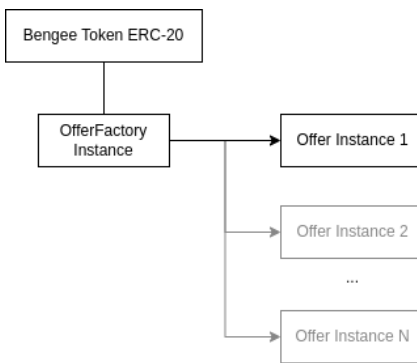 Bengee Token ERC-20
OfferFactory
Instance
Offer Instance 1
Offer Instance 2
...
Offer Instance N